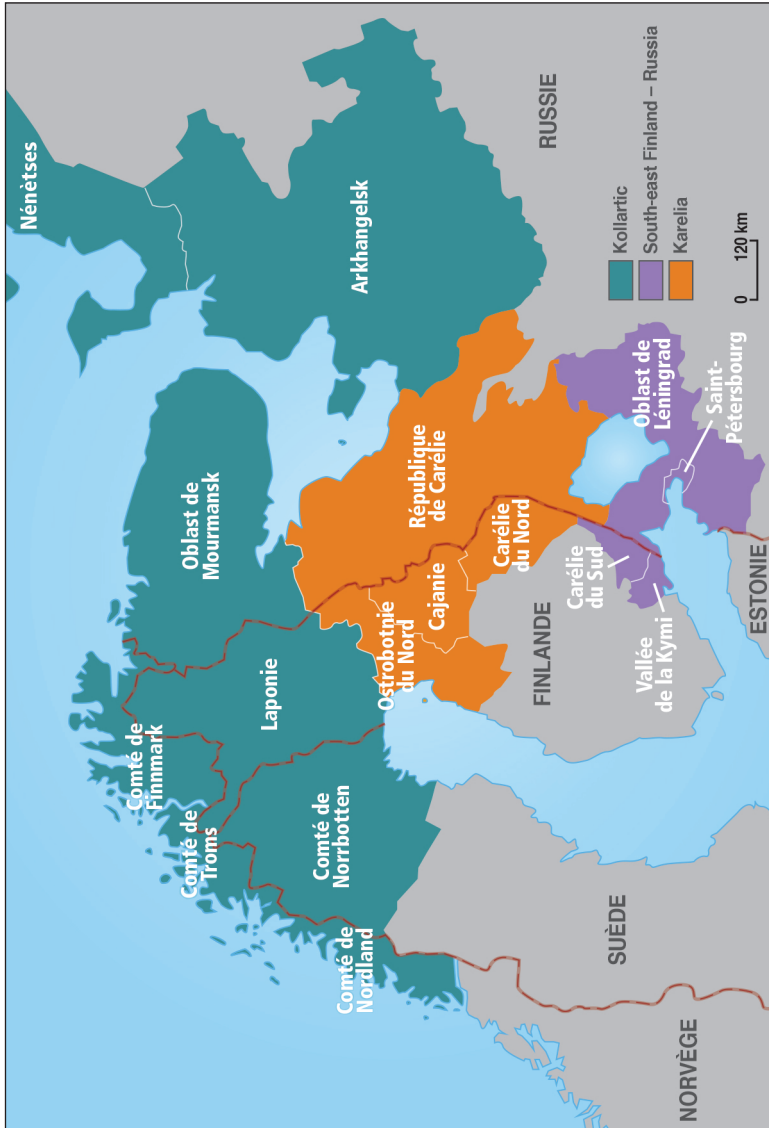 Nénètses
Comté de
Finnmark
Comté de
Troms
Comté de
Nordland
Comté de
Norrbotten
Laponie
Oblast de
Mourmansk
Arkhangelsk
République
de Carélie
Ostrobotnie
du Nord
Cajanie
Carélie
du Nord
Carélie
du Sud
Vallée
de la Kymi
Oblast de
Léningrad
Saint-
Pétersbourg
NORVÈGE
SUÈDE
FINLANDE
ESTONIE
RUSSIE
Kollartic
South-east Finland – Russia
Karelia
0 120 km